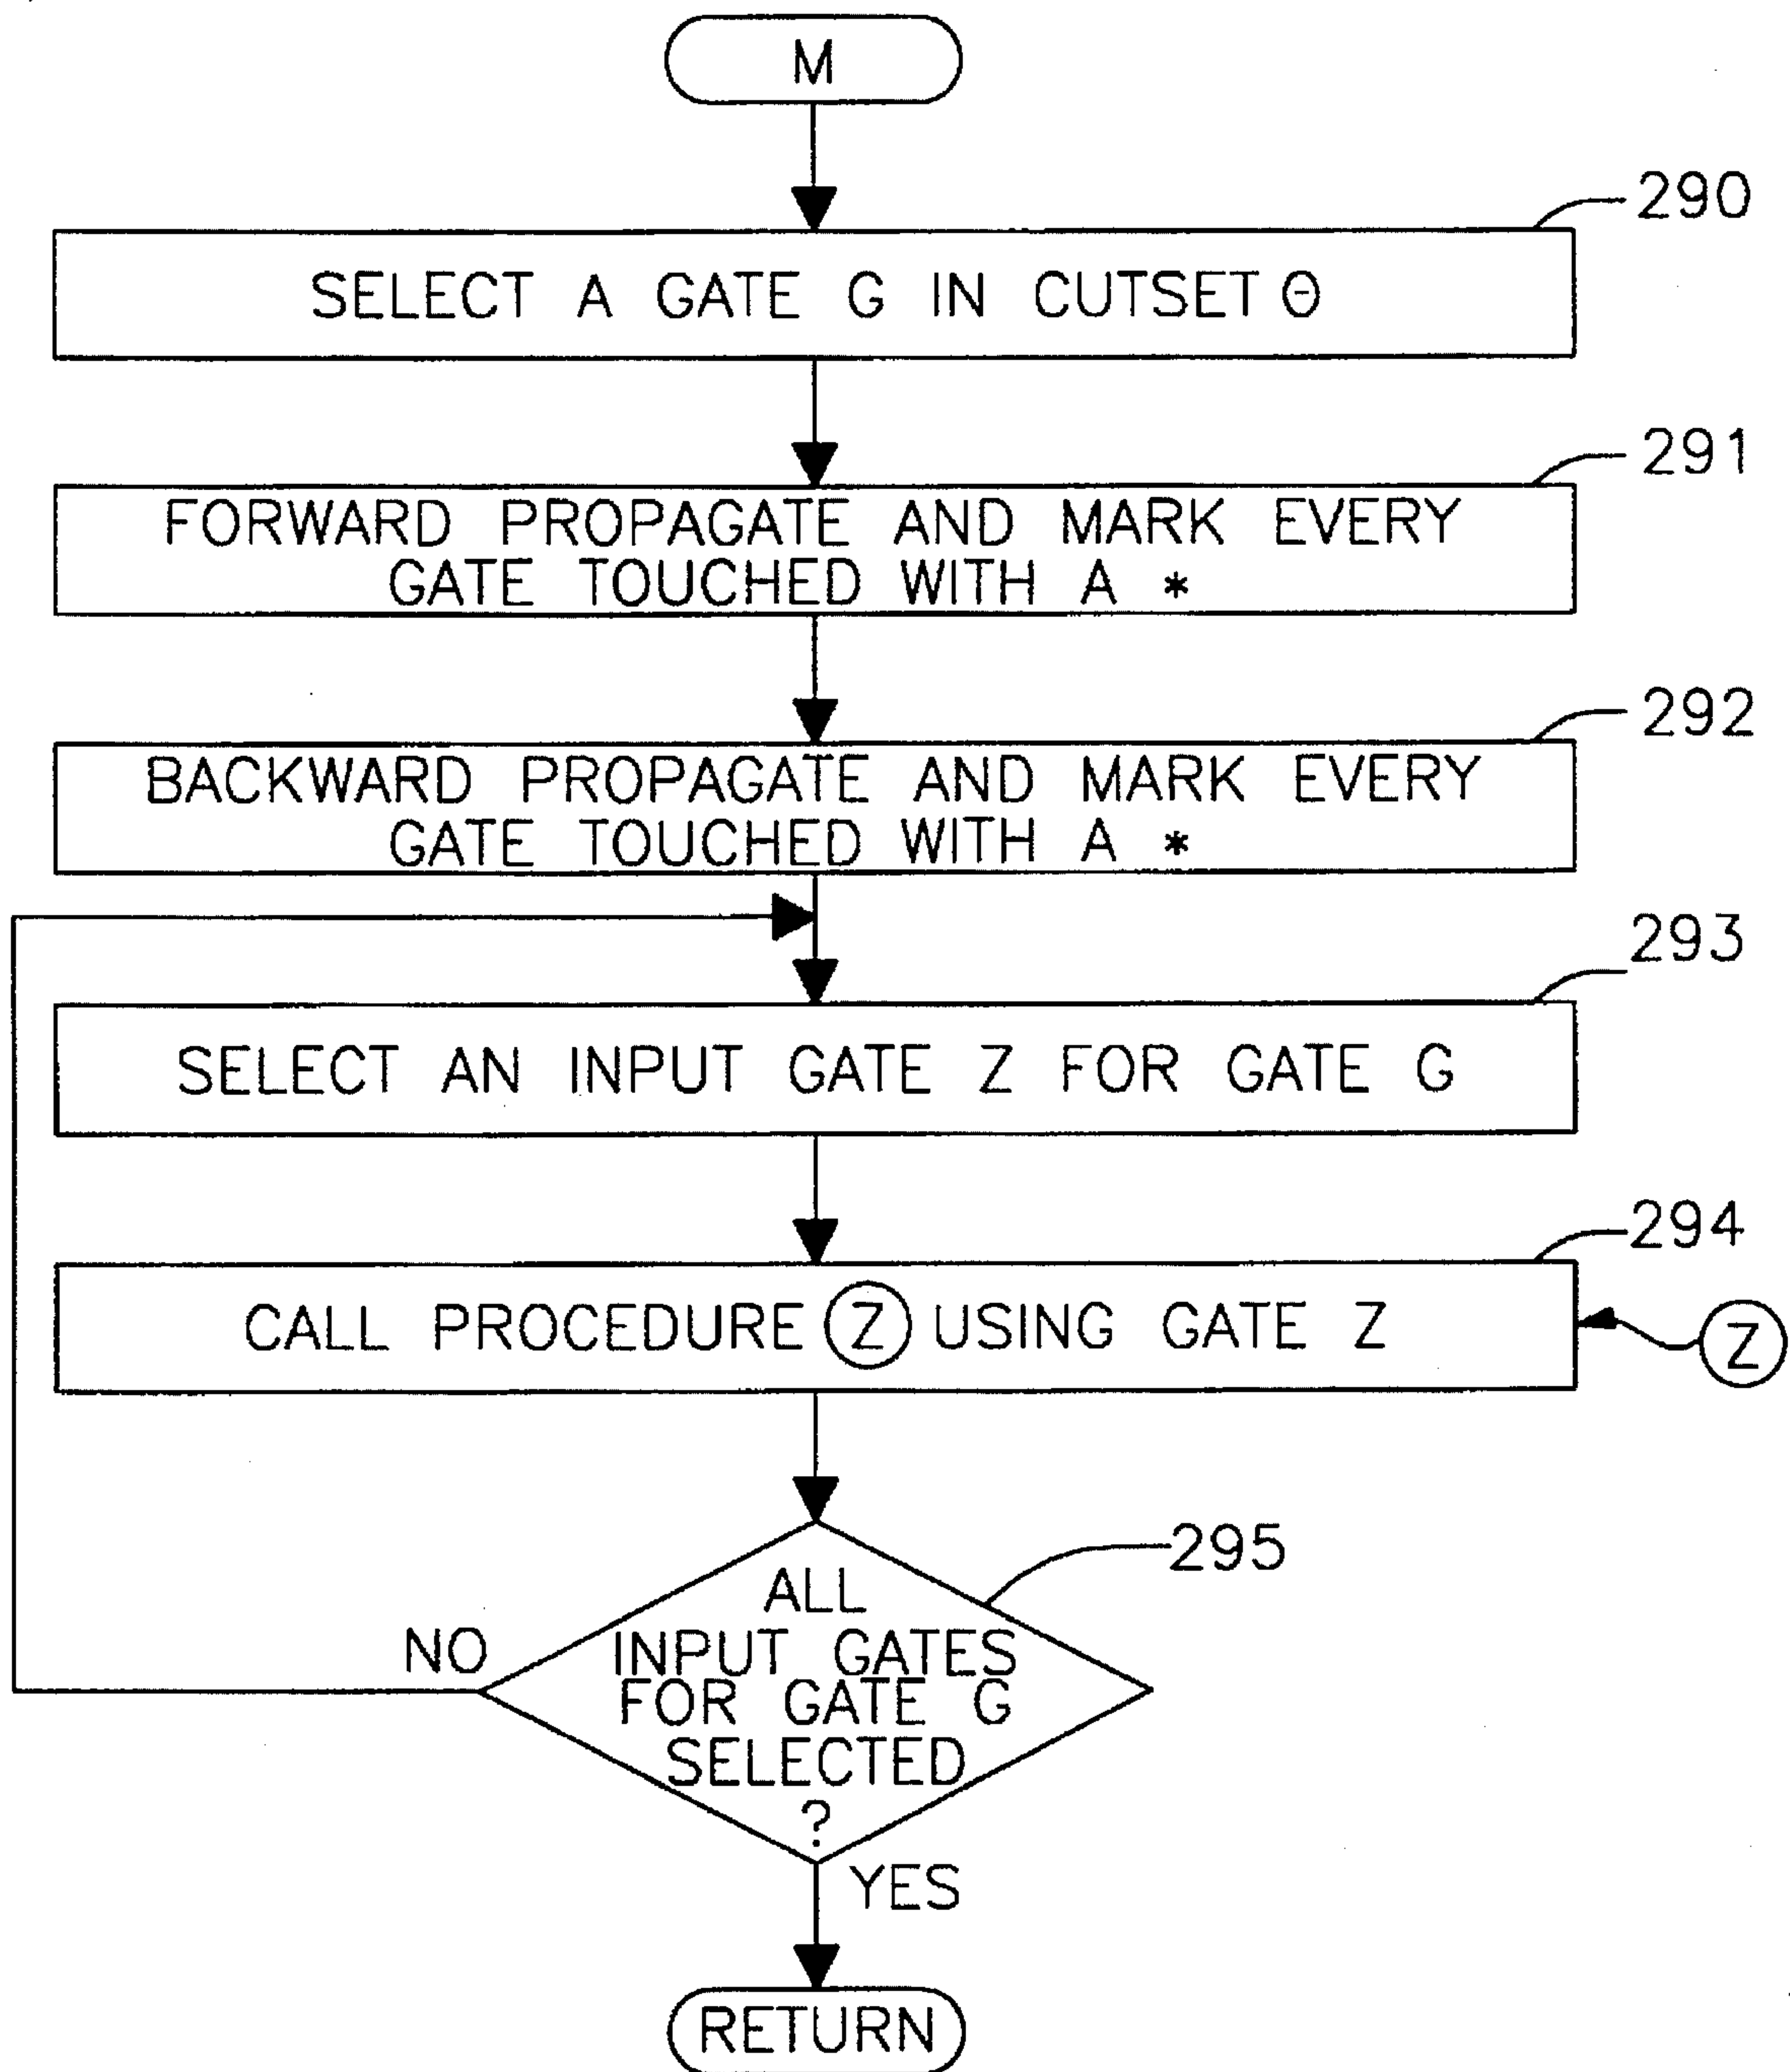 M
290
SELECT A GATE G IN CUTSET Θ
291
FORWARD PROPAGATE AND MARK EVERY
GATE TOUCHED WITH A *
292
BACKWARD PROPAGATE AND MARK EVERY
GATE TOUCHED WITH A *
293
SELECT AN INPUT GATE Z FOR GATE G
294
CALL PROCEDURE Z USING GATE Z
Z
295
ALL
INPUT GATES
FOR GATE G
SELECTED
?
NO
YES
RETURN